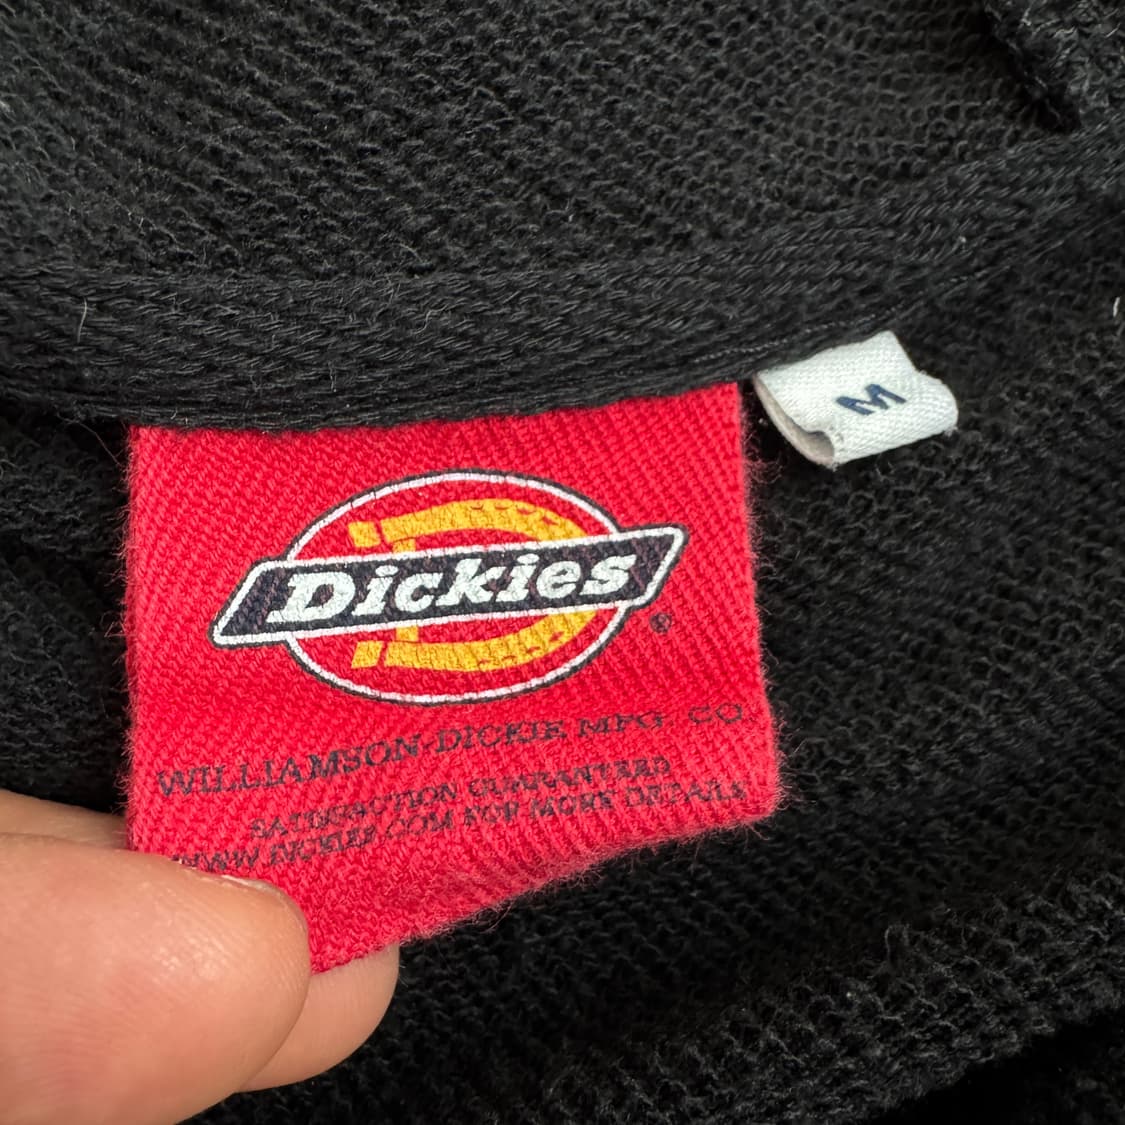 M
Dickies
®
WILLIAMSON-DICKIE MFG. CO.
SATISFACTION GUARANTEED
WWW.DICKIES.COM FOR MORE DETAILS